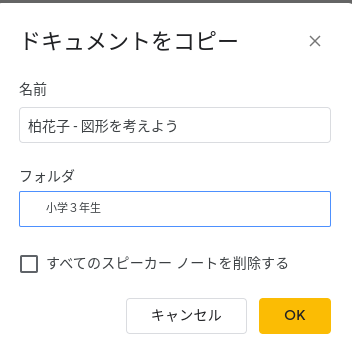 ドキュメントをコピー
名前
柏花子 - 図形を考えよう
フォルダ
小学３年生
すべてのスピーカー ノートを削除する
キャンセル
OK